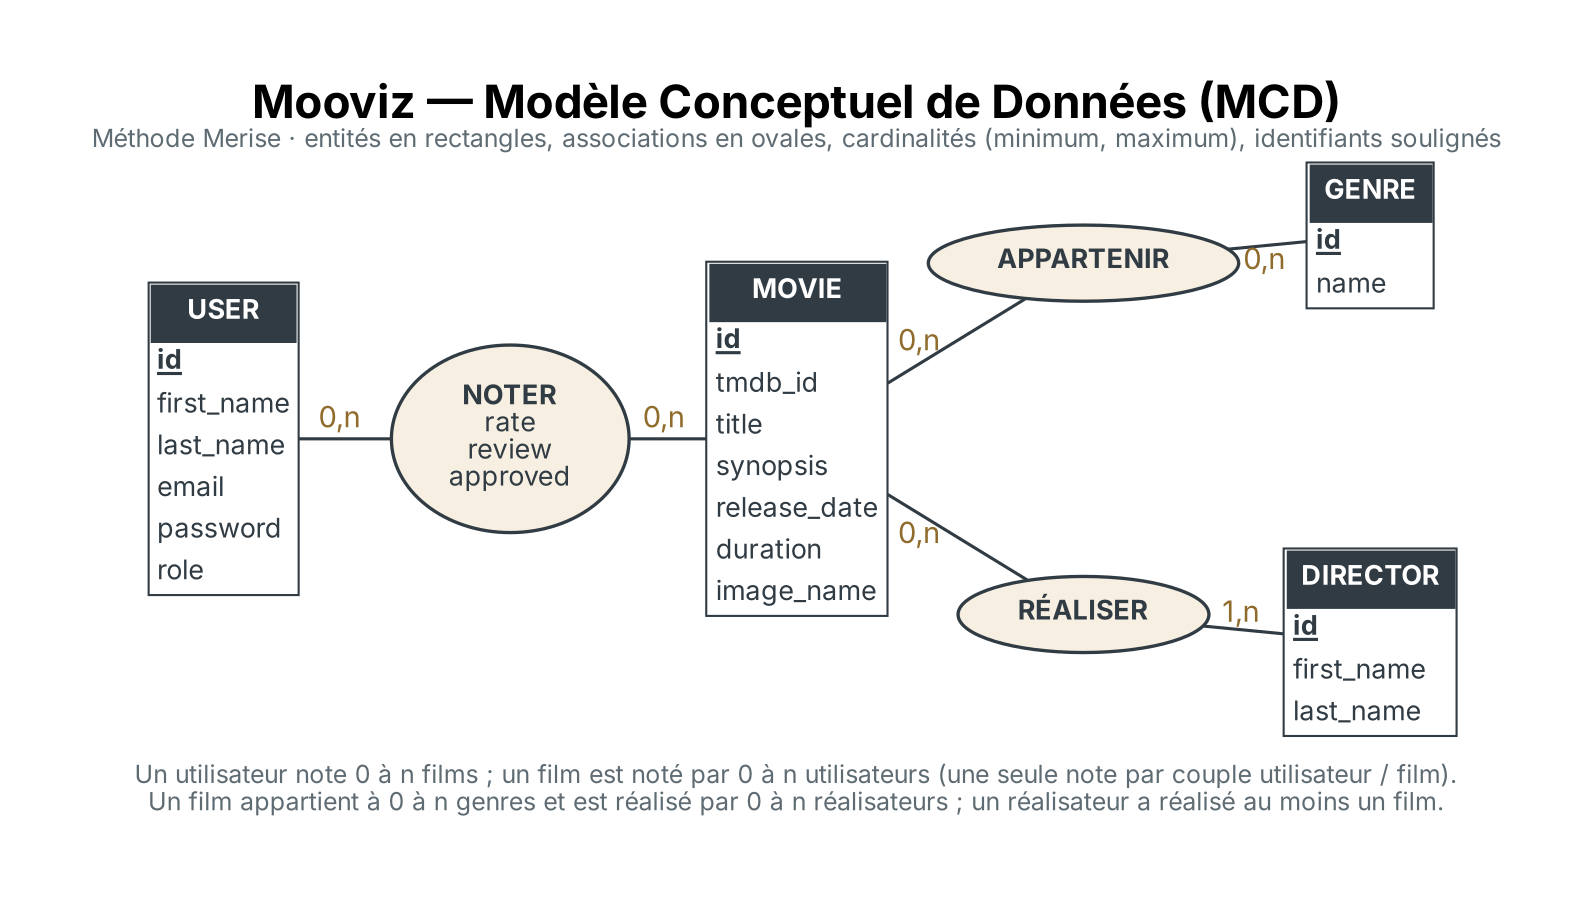 Mooviz — Modèle Conceptuel de Données (MCD)
Méthode Merise · entités en rectangles, associations en ovales, cardinalités (minimum, maximum), identifiants soulignés
USER
id
first_name
last_name
email
password
role
0,n
NOTER
rate
review
approved
0,n
MOVIE
id
tmdb_id
title
synopsis
release_date
duration
image_name
0,n
APPARTENIR
0,n
GENRE
id
name
0,n
RÉALISER
1,n
DIRECTOR
id
first_name
last_name
Un utilisateur note 0 à n films ; un film est noté par 0 à n utilisateurs (une seule note par couple utilisateur / film).
Un film appartient à 0 à n genres et est réalisé par 0 à n réalisateurs ; un réalisateur a réalisé au moins un film.